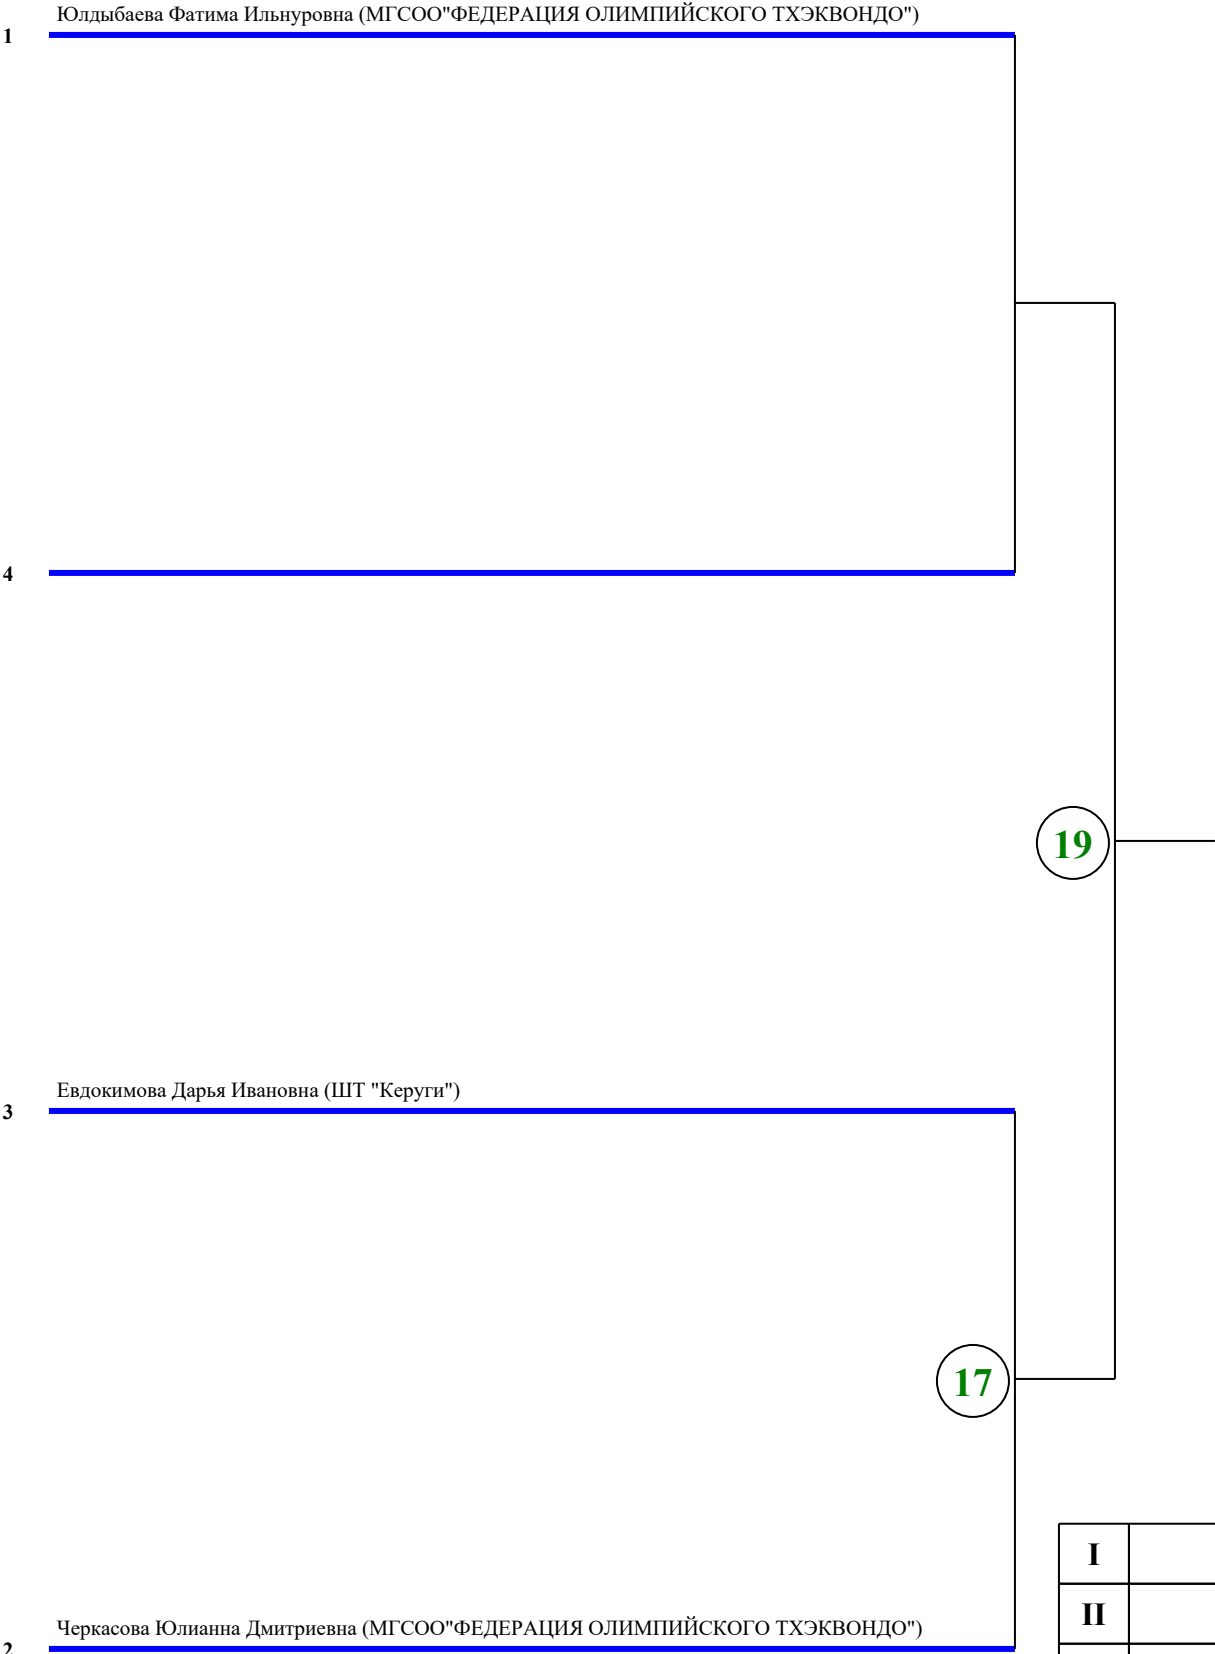 Юлдыбаева Фатима Ильнуровна (МГСОО"ФЕДЕРАЦИЯ ОЛИМПИЙСКОГО ТХЭКВОНДО")
1
4
19
Евдокимова Дарья Ивановна (ШТ "Керуги")
3
17
I
II
Черкасова Юлианна Дмитриевна (МГСОО"ФЕДЕРАЦИЯ ОЛИМПИЙСКОГО ТХЭКВОНДО")
2